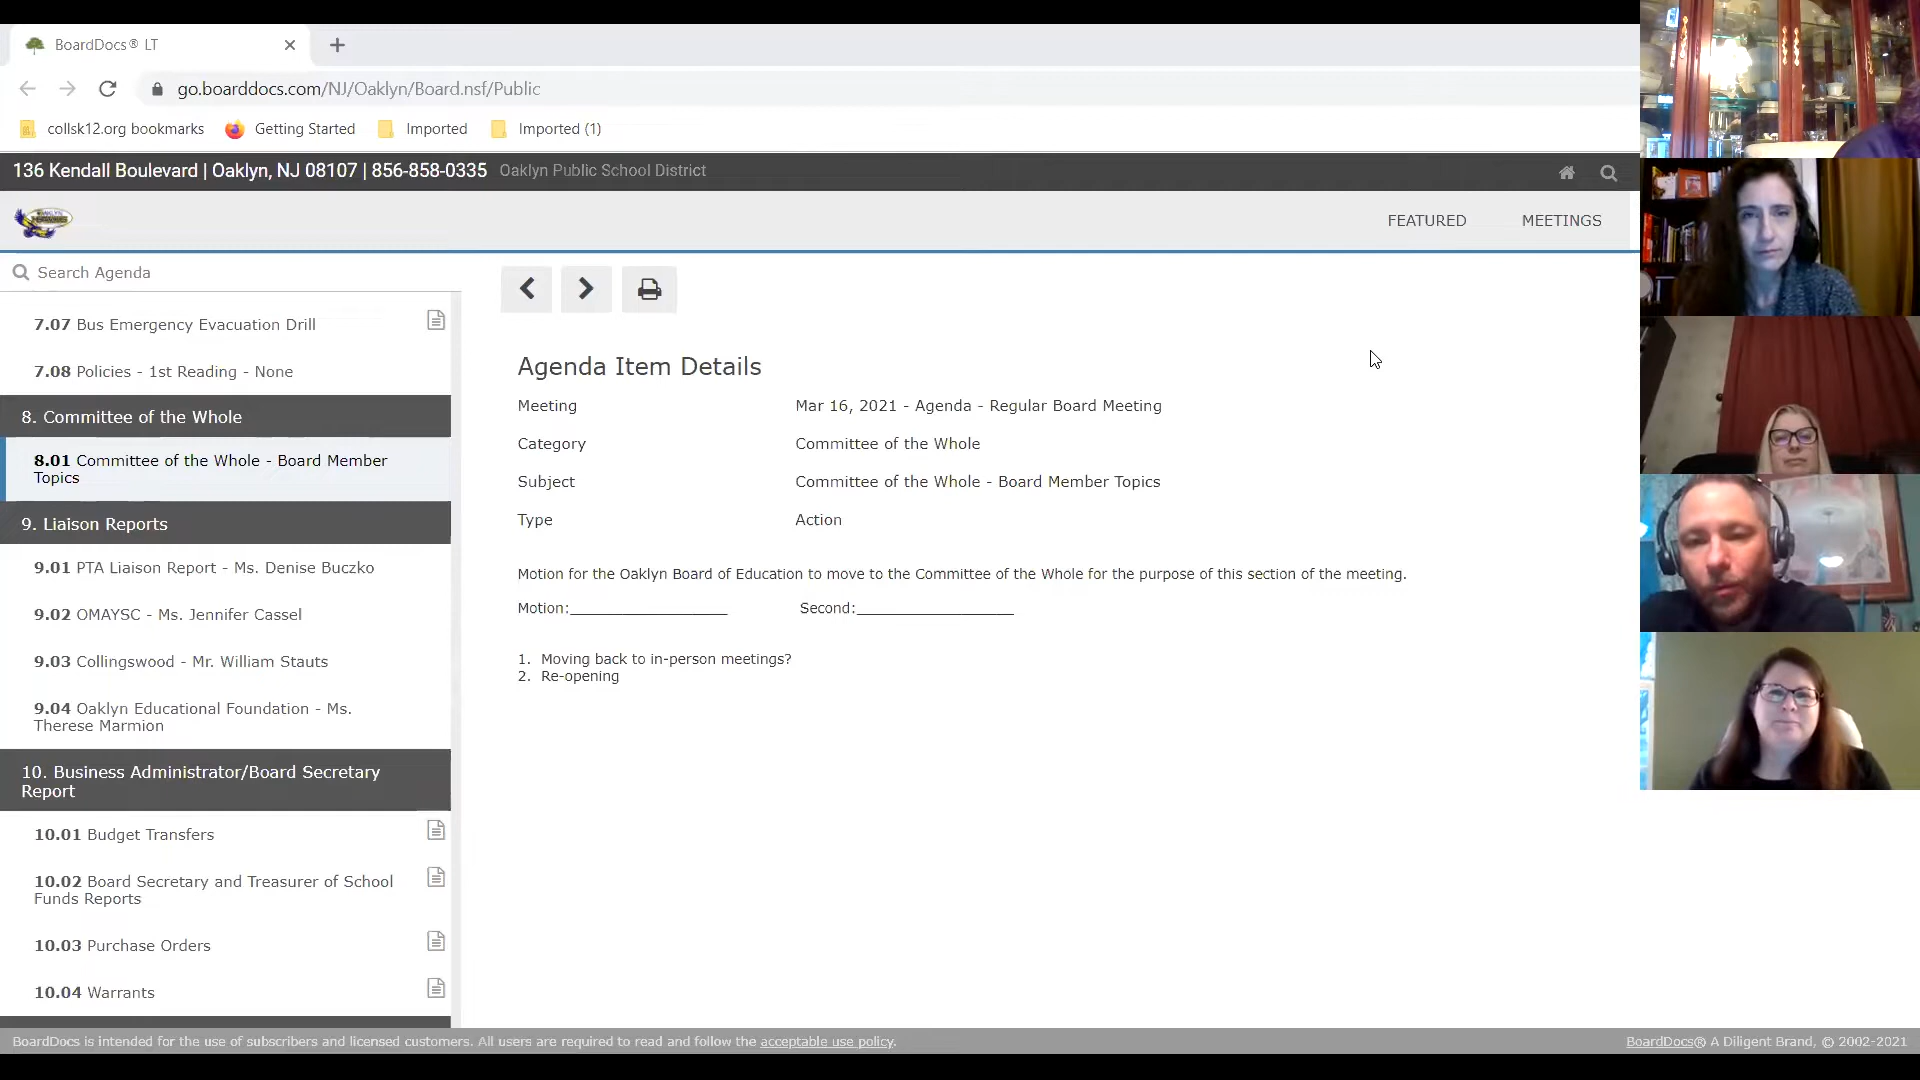 BoardDocs® LT
go.boarddocs.com/NJ/Oaklyn/Board.nsf/Public
collsk12.org bookmarks
Getting Started
Imported
Imported (1)
136 Kendall Boulevard | Oaklyn, NJ 08107 | 856-858-0335 Oaklyn Public School District
FEATURED
MEETINGS
Search Agenda
7.07 Bus Emergency Evacuation Drill
7.08 Policies - 1st Reading - None
8. Committee of the Whole
8.01 Committee of the Whole - Board Member
Topics
9. Liaison Reports
9.01 PTA Liaison Report - Ms. Denise Buczko
9.02 OMAYSC - Ms. Jennifer Cassel
9.03 Collingswood - Mr. William Stauts
9.04 Oaklyn Educational Foundation - Ms.
Therese Marmion
10. Business Administrator/Board Secretary
Report
10.01 Budget Transfers
10.02 Board Secretary and Treasurer of School
Funds Reports
10.03 Purchase Orders
10.04 Warrants
Agenda Item Details
Meeting Mar 16, 2021 - Agenda - Regular Board Meeting
Category Committee of the Whole
Subject Committee of the Whole - Board Member Topics
Type Action
Motion for the Oaklyn Board of Education to move to the Committee of the Whole for the purpose of this section of the meeting.
Motion:____________________ Second:____________________
1. Moving back to in-person meetings?
2. Re-opening
BoardDocs is intended for the use of subscribers and licensed customers. All users are required to read and follow the acceptable use policy.
BoardDocs® A Diligent Brand, © 2002-2021